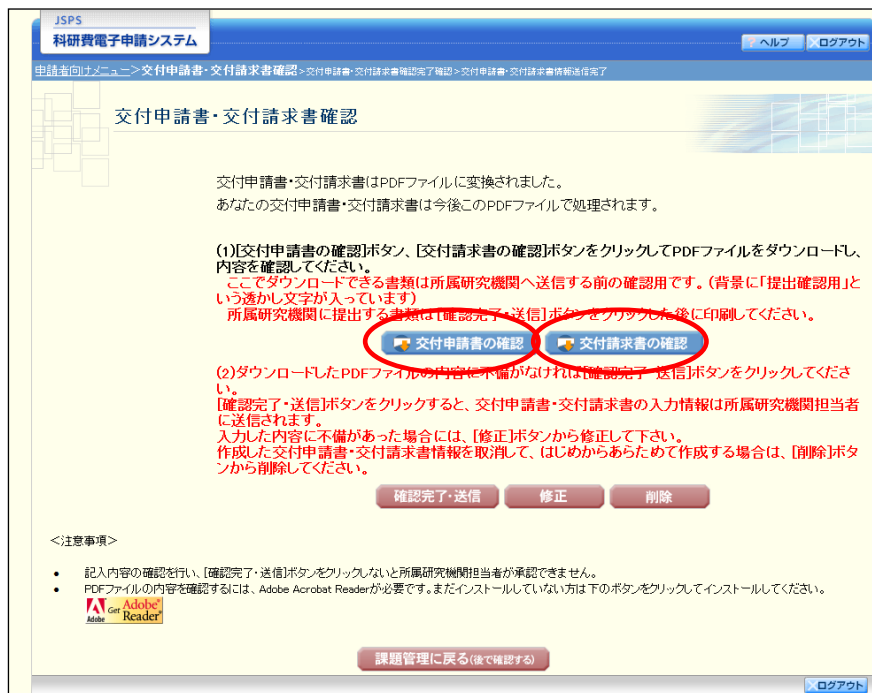 JSPS
科研費電子申請システム
? ヘルプ ログアウト
申請者向けメニュー>交付申請書・交付請求書確認>交付申請書・交付請求書確認完了確認>交付申請書・交付請求書情報送信完了
交付申請書・交付請求書確認
交付申請書・交付請求書はPDFファイルに変換されました。
あなたの交付申請書・交付請求書は今後このPDFファイルで処理されます。
(1)[交付申請書の確認]ボタン、[交付請求書の確認]ボタンをクリックしてPDFファイルをダウンロードし、
内容を確認してください。
ここでダウンロードできる書類は所属研究機関へ送信する前の確認用です。(背景に「提出確認用」と
いう透かし文字が入っています)
所属研究機関に提出する書類は[確認完了・送信]ボタンをクリックした後に印刷してください。
交付申請書の確認 交付請求書の確認
(2)ダウンロードしたPDFファイルの内容に不備がなければ[確認完了・送信]ボタンをクリックしてくださ
い。
[確認完了・送信]ボタンをクリックすると、交付申請書・交付請求書の入力情報は所属研究機関担当者
に送信されます。
入力した内容に不備があった場合には、[修正]ボタンから修正して下さい。
作成した交付申請書・交付請求書情報を取消して、はじめからあらためて作成する場合は、[削除]ボタ
ンから削除してください。
確認完了・送信 修正 削除
<注意事項>
• 記入内容の確認を行い、[確認完了・送信]ボタンをクリックしないと所属研究機関担当者が承認できません。
• PDFファイルの内容を確認するには、Adobe Acrobat Readerが必要です。まだインストールしていない方は下のボタンをクリックしてインストールしてください。
Adobe Get Adobe Reader
課題管理に戻る(後で確認する)
ログアウト